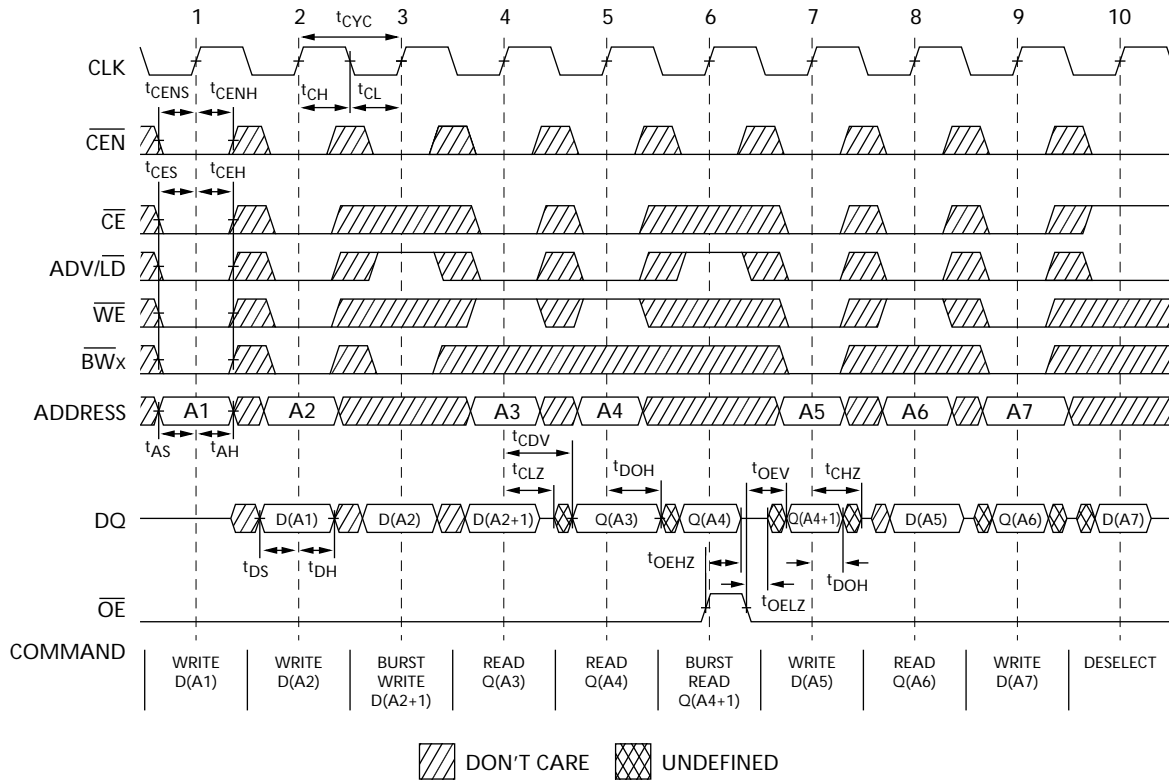 1 2 3 4 5 6 7 8 9 10
tCYC
CLK
tCENS tCENH tCH tCL
CEN
tCES tCEH
CE
ADV/LD
WE
BWx
ADDRESS A1 A2 A3 A4 A5 A6 A7
tAS tAH tCDV
tCLZ tDOH tOEV tCHZ
DQ D(A1) D(A2) D(A2+1) Q(A3) Q(A4) Q(A4+1) D(A5) Q(A6) D(A7)
tDS tDH tOEHZ tDOH
tOELZ
OE
COMMAND
WRITE D(A1)
WRITE D(A2)
BURST WRITE D(A2+1)
READ Q(A3)
READ Q(A4)
BURST READ Q(A4+1)
WRITE D(A5)
READ Q(A6)
WRITE D(A7)
DESELECT
DON'T CARE UNDEFINED